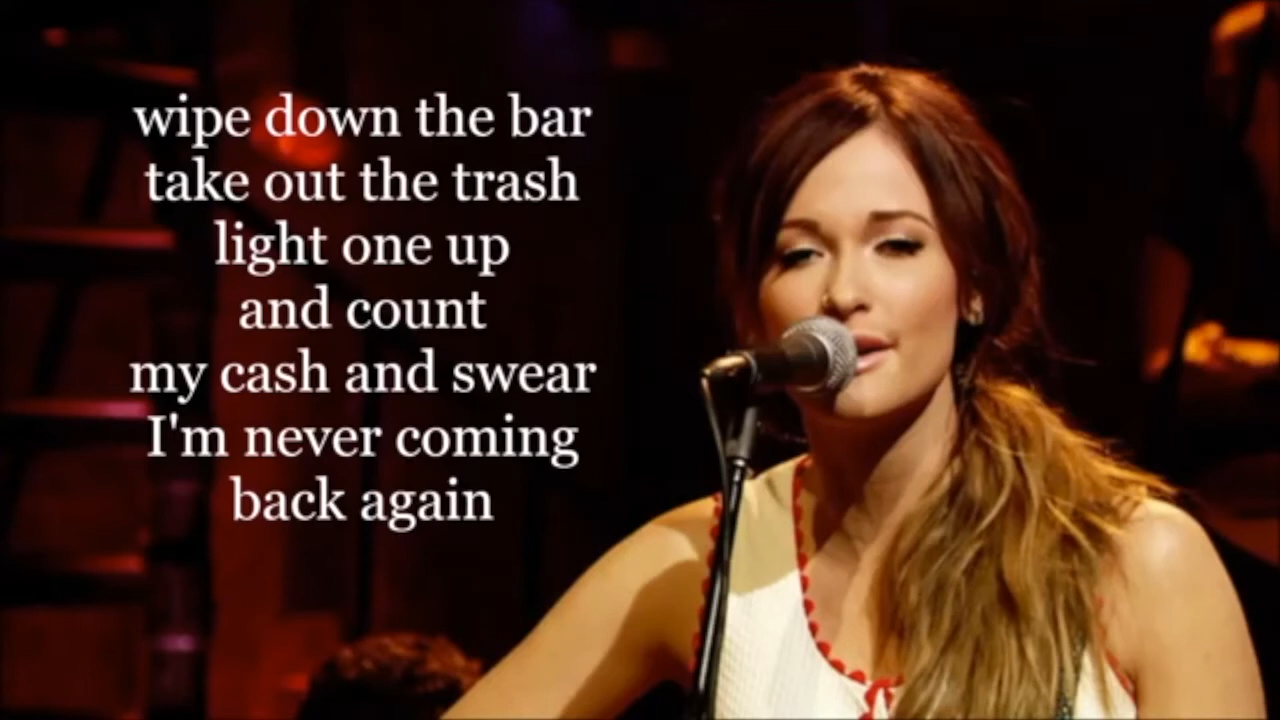 wipe down the bar
take out the trash
light one up
and count
my cash and swear
I'm never coming
back again